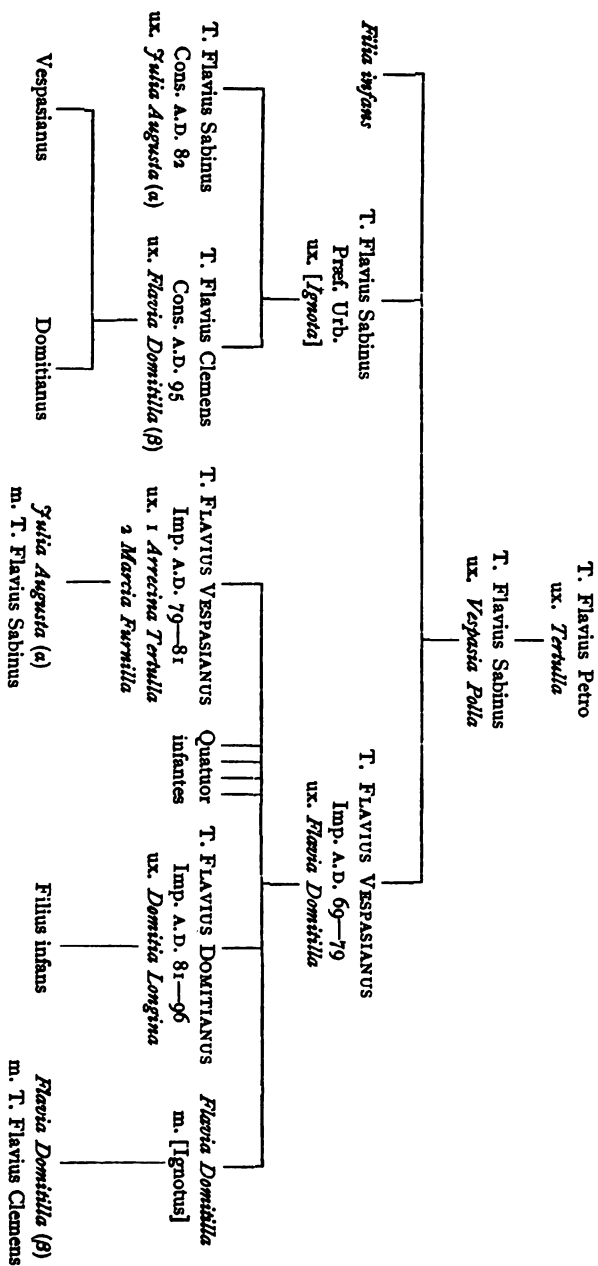 T. Flavius Petro
ux. Tertulla
T. Flavius Sabinus
ux. Vespasia Polla
Filia infans
T. Flavius Sabinus
Præf. Urb.
ux. [Ignota]
T. FLAVIUS VESPASIANUS
Imp. A.D. 69—79
ux. Flavia Domitilla
T. Flavius Sabinus
Cons. A.D. 82
ux. Julia Augusta (α)
T. Flavius Clemens
Cons. A.D. 95
ux. Flavia Domitilla (β)
T. FLAVIUS VESPASIANUS
Imp. A.D. 79—81
ux. 1 Arrecina Tertulla
2 Marcia Furnilla
Quatuor
infantes
T. FLAVIUS DOMITIANUS
Imp. A.D. 81—96
ux. Domitia Longina
Flavia Domitilla
m. [Ignotus]
Vespasianus
Domitianus
Julia Augusta (α)
m. T. Flavius Sabinus
Filius infans
Flavia Domitilla (β)
m. T. Flavius Clemens